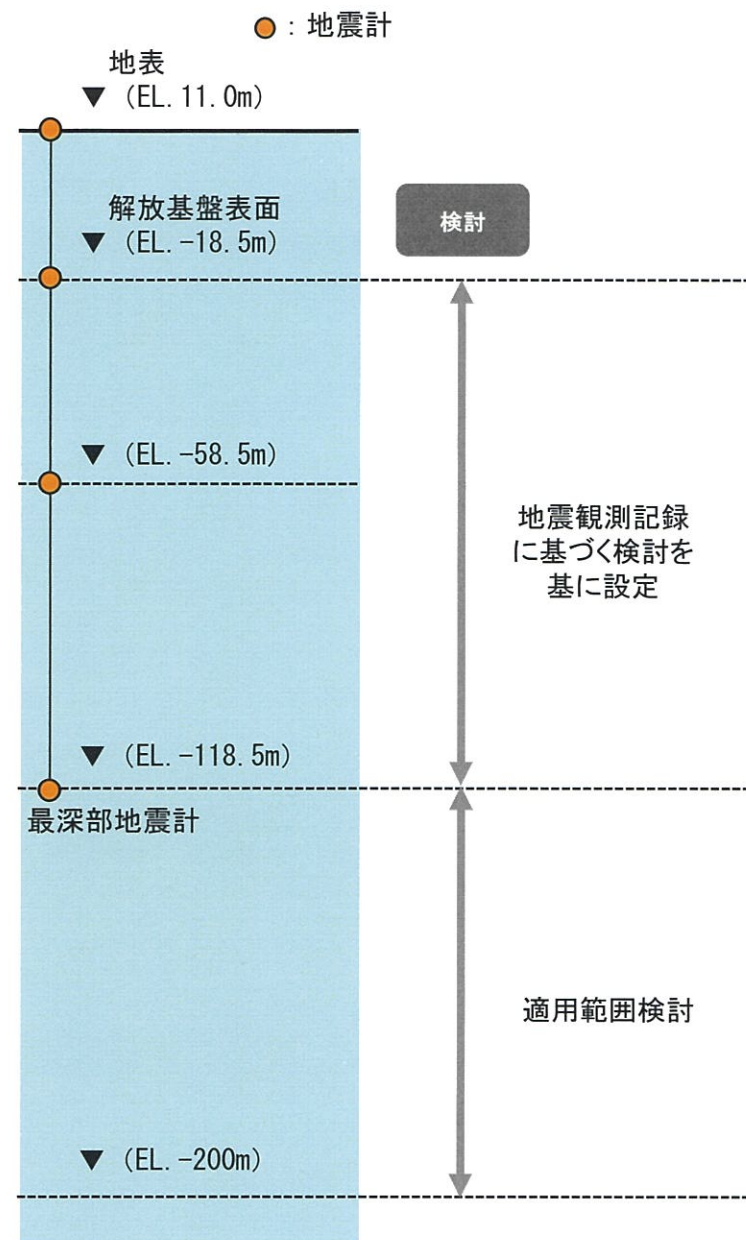 ：地震計
地表
▼ (EL. 11. 0m)
解放基盤表面
▼ (EL. -18. 5m)
検討
▼ (EL. -58. 5m)
地震観測記録
に基づく検討を
基に設定
▼ (EL. -118. 5m)
最深部地震計
適用範囲検討
▼ (EL. -200m)